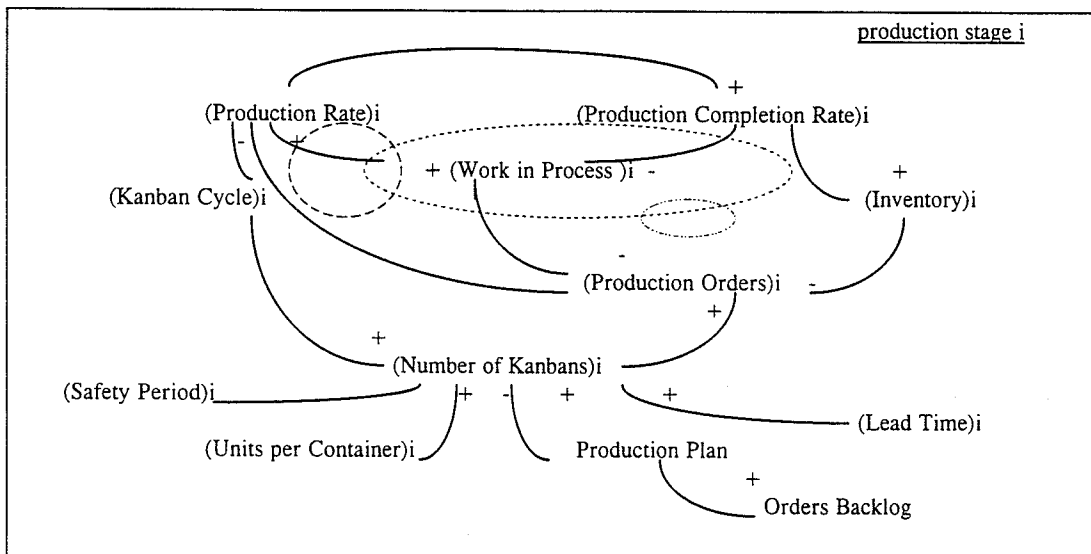 production stage i
+
(Production Rate)i (Production Completion Rate)i
- +
+ (Work in Process )i - +
(Kanban Cycle)i (Inventory)i
-
(Production Orders)i -
+
+
(Number of Kanbans)i
(Safety Period)i + - + +
(Lead Time)i
(Units per Container)i Production Plan
+
Orders Backlog